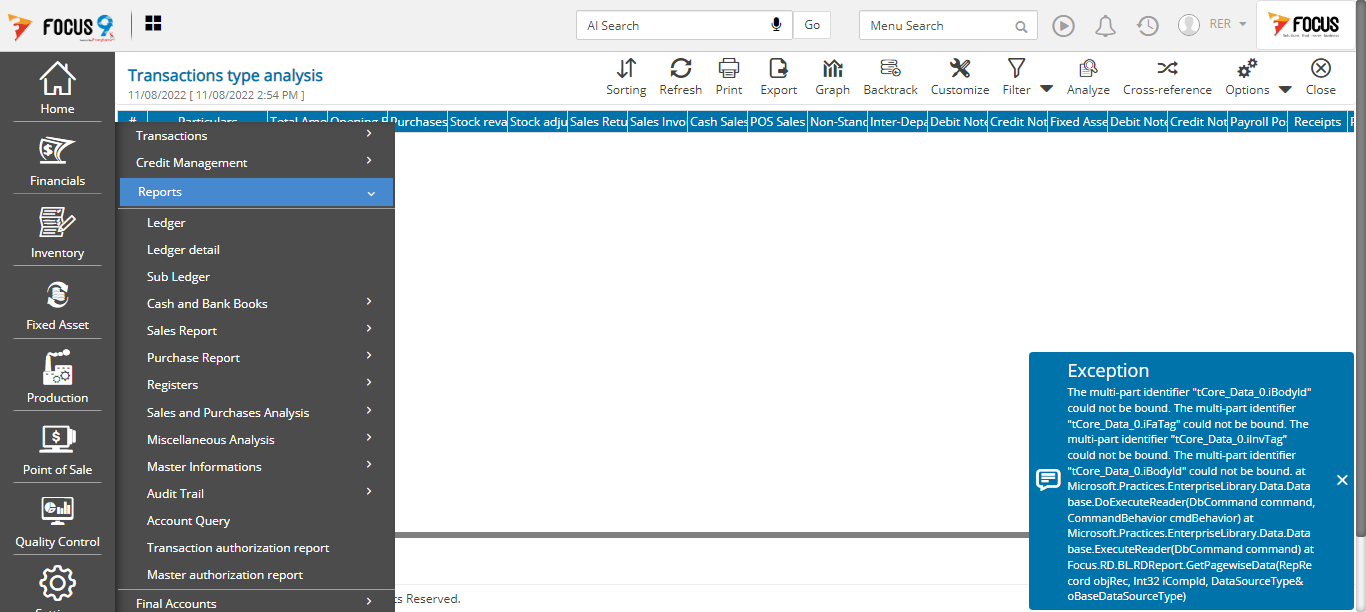 FOCUS 9
AI Search
Go
Menu Search
RER
FOCUS
Transactions type analysis
11/08/2022 [ 11/08/2022 2:54 PM ]
Sorting
Refresh
Print
Export
Graph
Backtrack
Customize
Filter
Analyze
Cross-reference
Options
Close
# Particulars Total Amo Opening Purchases Stock reva Stock adju Sales Retu Sales Invo Cash Sales POS Sales Non-Stand Inter-Depa Debit Note Credit Not Fixed Asse Debit Note Credit Not Payroll Po Receipts
Home
Financials
Inventory
Fixed Asset
Production
Point of Sale
Quality Control
Transactions
Credit Management
Reports
Ledger
Ledger detail
Sub Ledger
Cash and Bank Books
Sales Report
Purchase Report
Registers
Sales and Purchases Analysis
Miscellaneous Analysis
Master Informations
Audit Trail
Account Query
Transaction authorization report
Master authorization report
Final Accounts
ts Reserved.
Exception
The multi-part identifier "tCore_Data_0.iBodyId"
could not be bound. The multi-part identifier
"tCore_Data_0.iFaTag" could not be bound. The
multi-part identifier "tCore_Data_0.iInvTag"
could not be bound. The multi-part identifier
"tCore_Data_0.iBodyId" could not be bound. at
Microsoft.Practices.EnterpriseLibrary.Data.Data
base.DoExecuteReader(DbCommand command,
CommandBehavior cmdBehavior) at
Microsoft.Practices.EnterpriseLibrary.Data.Data
base.ExecuteReader(DbCommand command) at
Focus.RD.BL.RDReport.GetPagewiseData(RepRe
cord objRec, Int32 iCompId, DataSourceType&
oBaseDataSourceType)